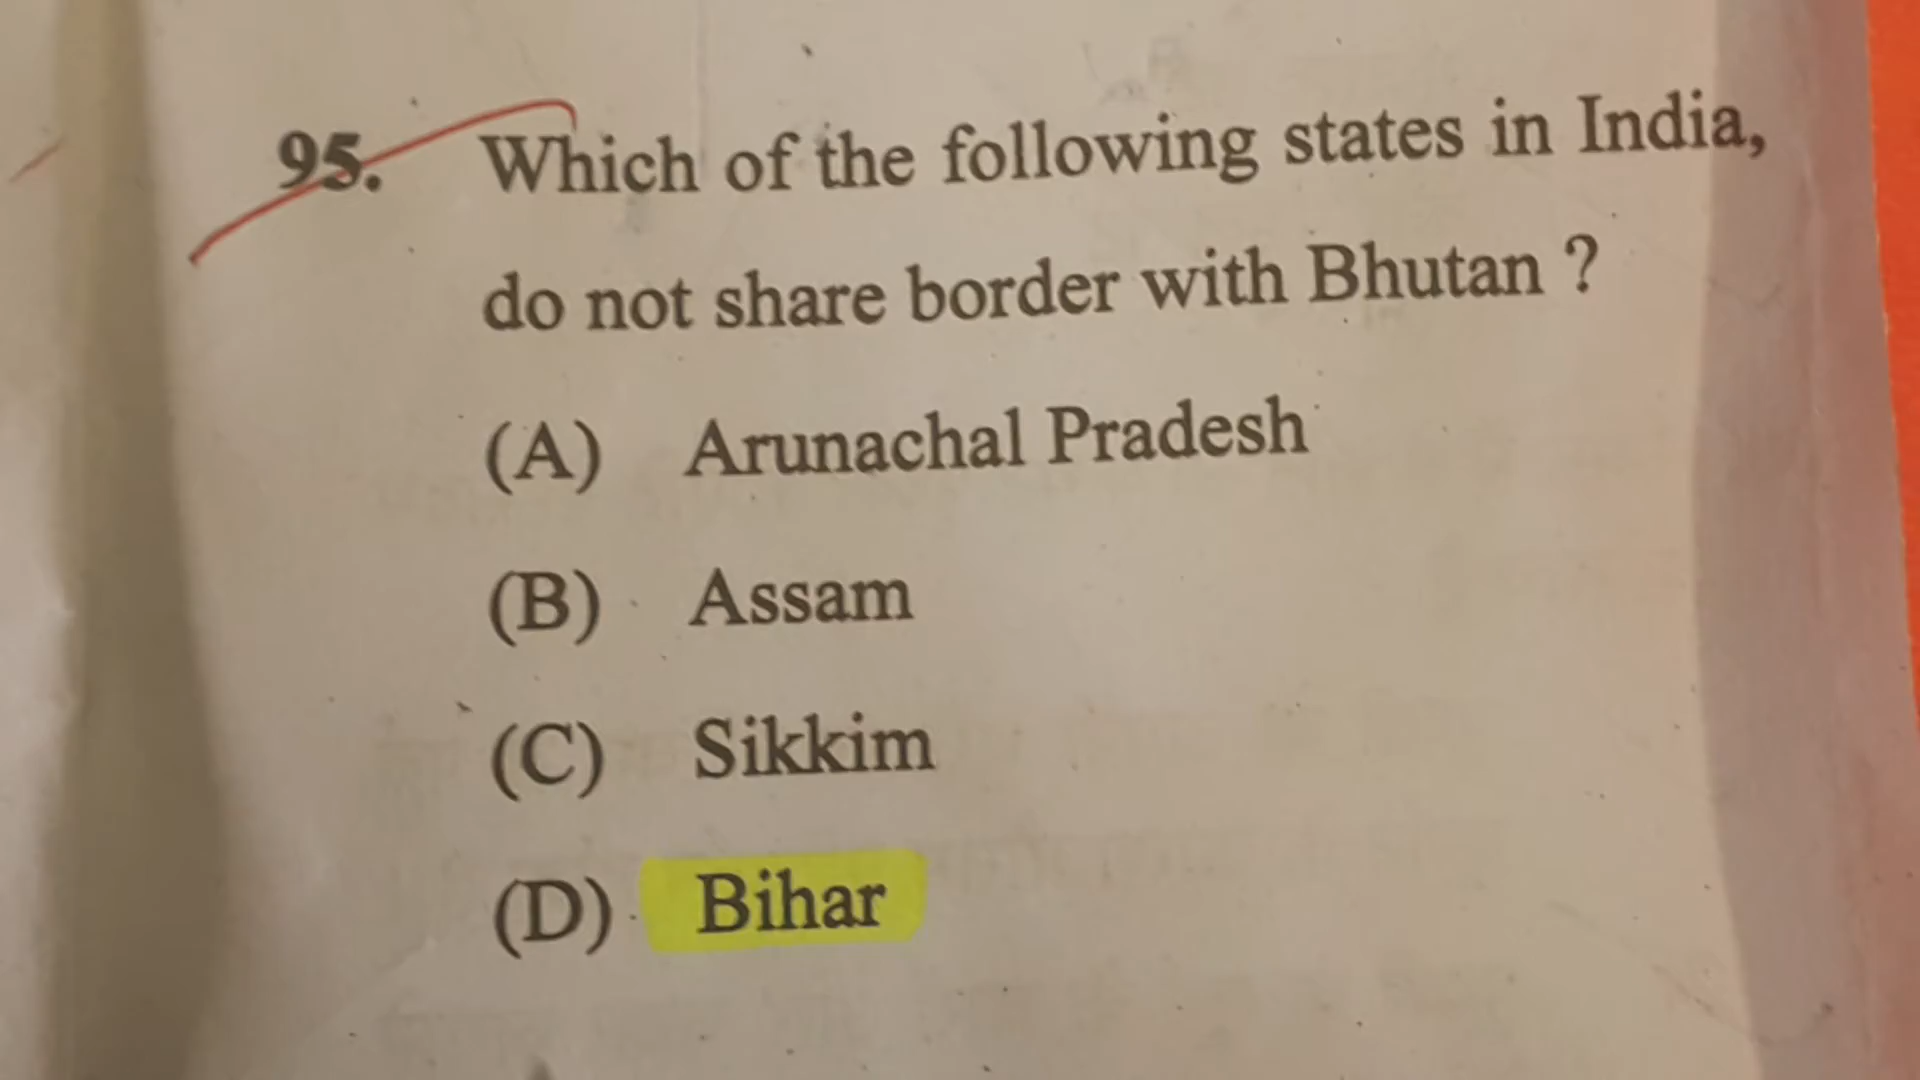 95. Which of the following states in India,
do not share border with Bhutan ?
(A) Arunachal Pradesh
(B) Assam
(C) Sikkim
(D) Bihar